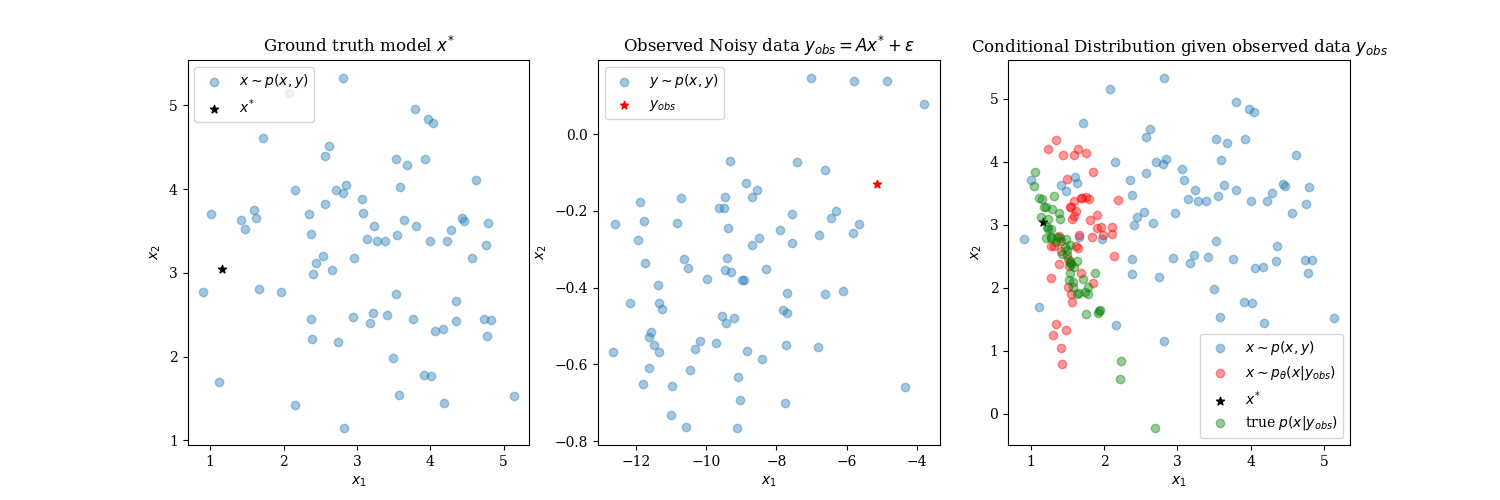 Ground truth model x*
x ~ p(x, y)
x*
5
4
3
2
1
x₂
1 2 3 4 5
x₁
Observed Noisy data y_obs = Ax* + ε
y ~ p(x, y)
y_obs
0.0
−0.2
−0.4
−0.6
−0.8
x₂
−12 −10 −8 −6 −4
x₁
Conditional Distribution given observed data y_obs
5
4
3
2
1
0
x₂
x ~ p(x, y)
x ~ p_θ(x|y_obs)
x*
true p(x|y_obs)
1 2 3 4 5
x₁